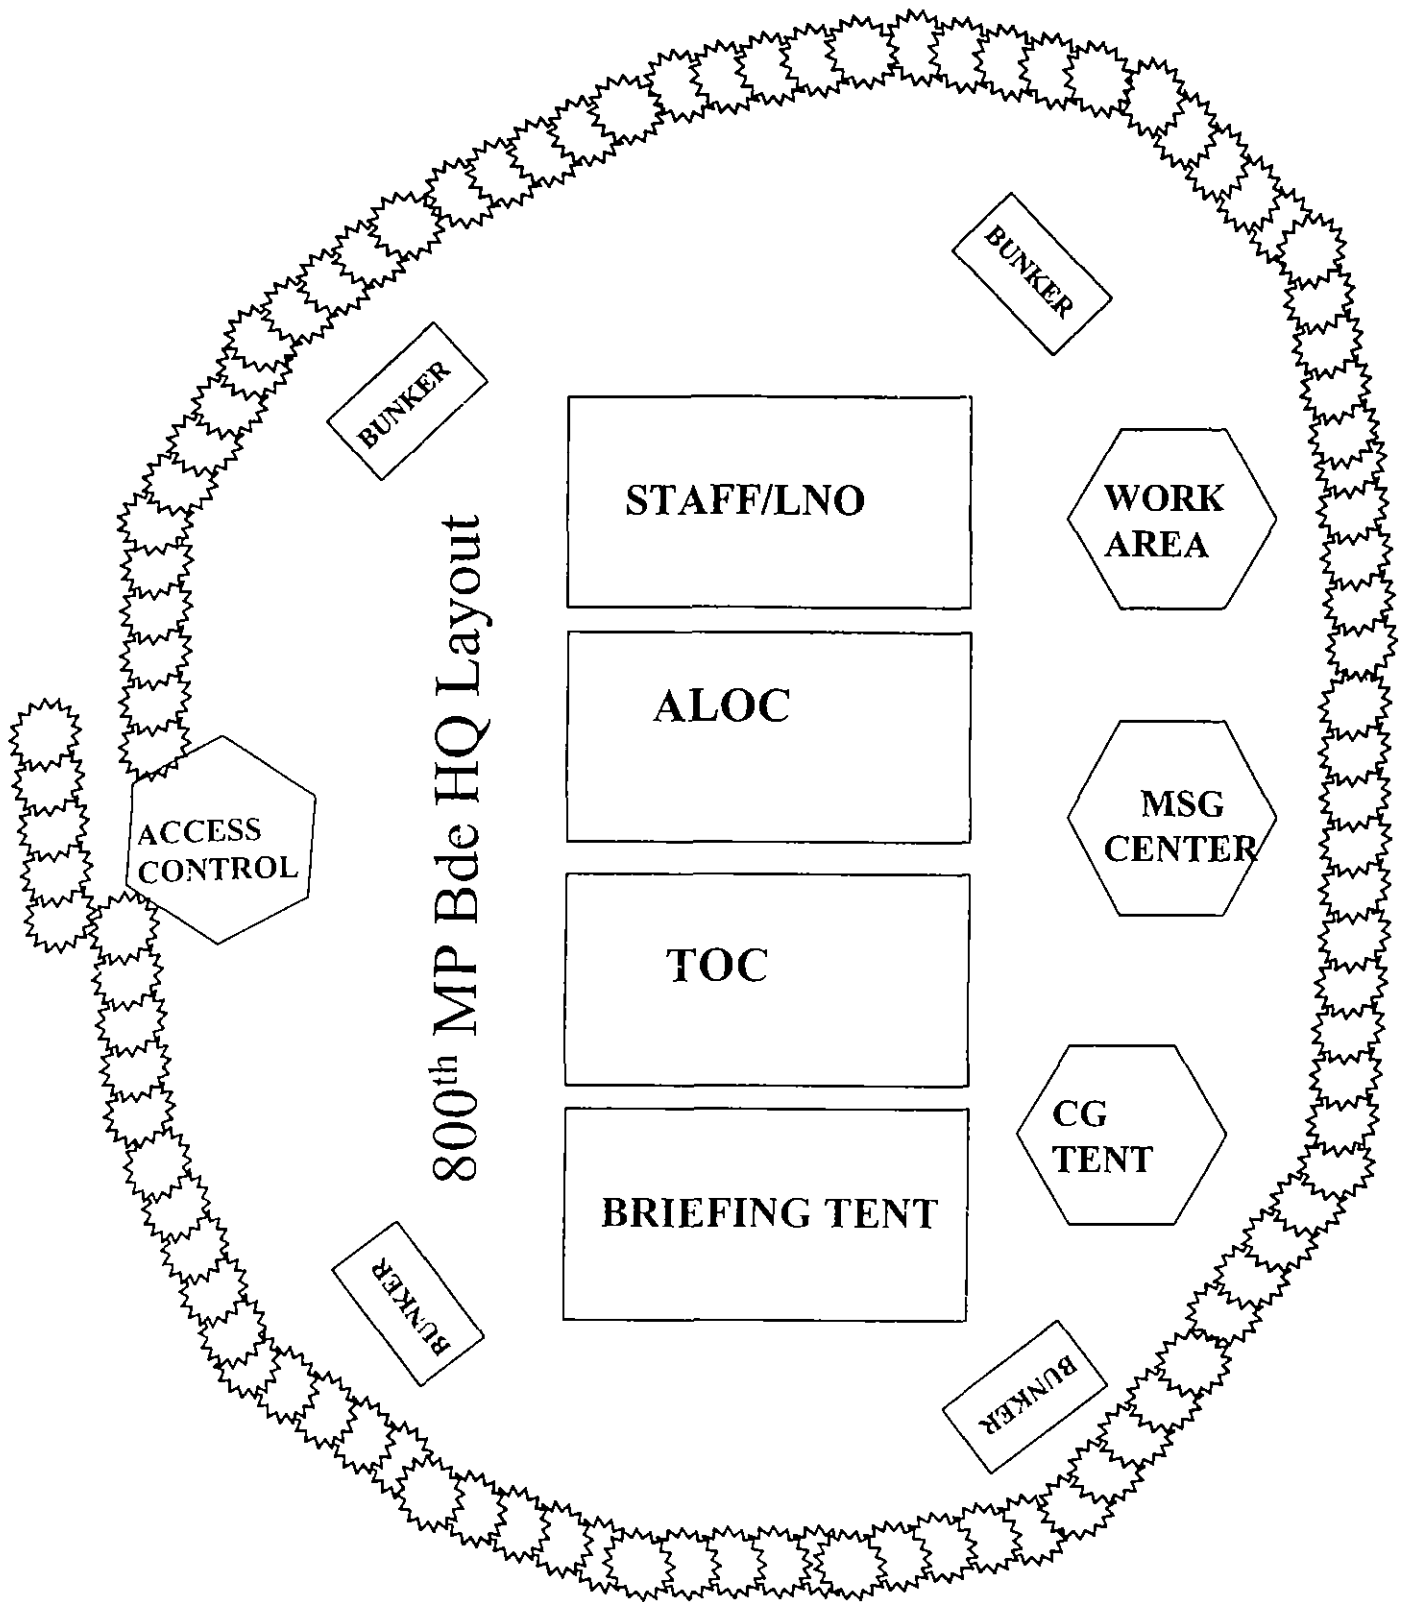 BUNKER
BUNKER
STAFF/LNO
WORK
AREA
800th MP Bde HQ Layout
ALOC
ACCESS
CONTROL
MSG
CENTER
TOC
CG
TENT
BRIEFING TENT
BUNKER
BUNKER